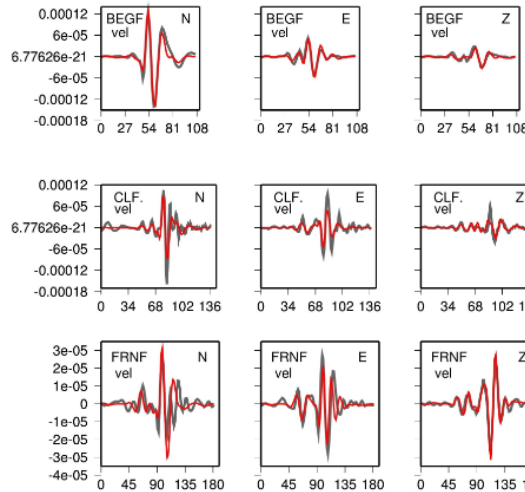 0.00012
BEGF N
vel
6e-05
6.77626e-21
-6e-05
-0.00012
-0.00018
0 27 54 81 108
BEGF E
vel
0 27 54 81 108
BEGF Z
vel
0 27 54 81 108
0.00012
CLF. N
vel
6e-05
6.77626e-21
-6e-05
-0.00012
-0.00018
0 34 68 102 136
CLF. E
vel
0 34 68 102 136
CLF. Z
vel
0 34 68 102
3e-05
FRNF N
vel
2e-05
1e-05
0
-1e-05
-2e-05
-3e-05
-4e-05
0 45 90 135 180
FRNF E
vel
0 45 90 135 180
FRNF Z
vel
0 45 90 135